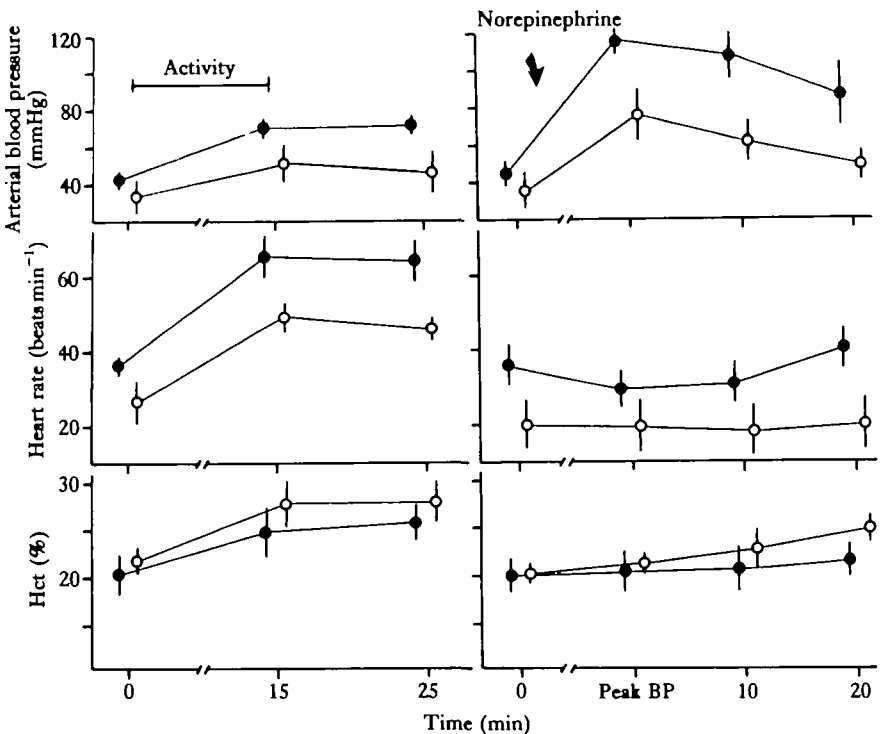 Norepinephrine
Activity
Arterial blood pressure
(mmHg)
120
80
40
Heart rate (beats min⁻¹)
60
40
20
Hct (%)
30
20
0 15 25 0 Peak BP 10 20
Time (min)